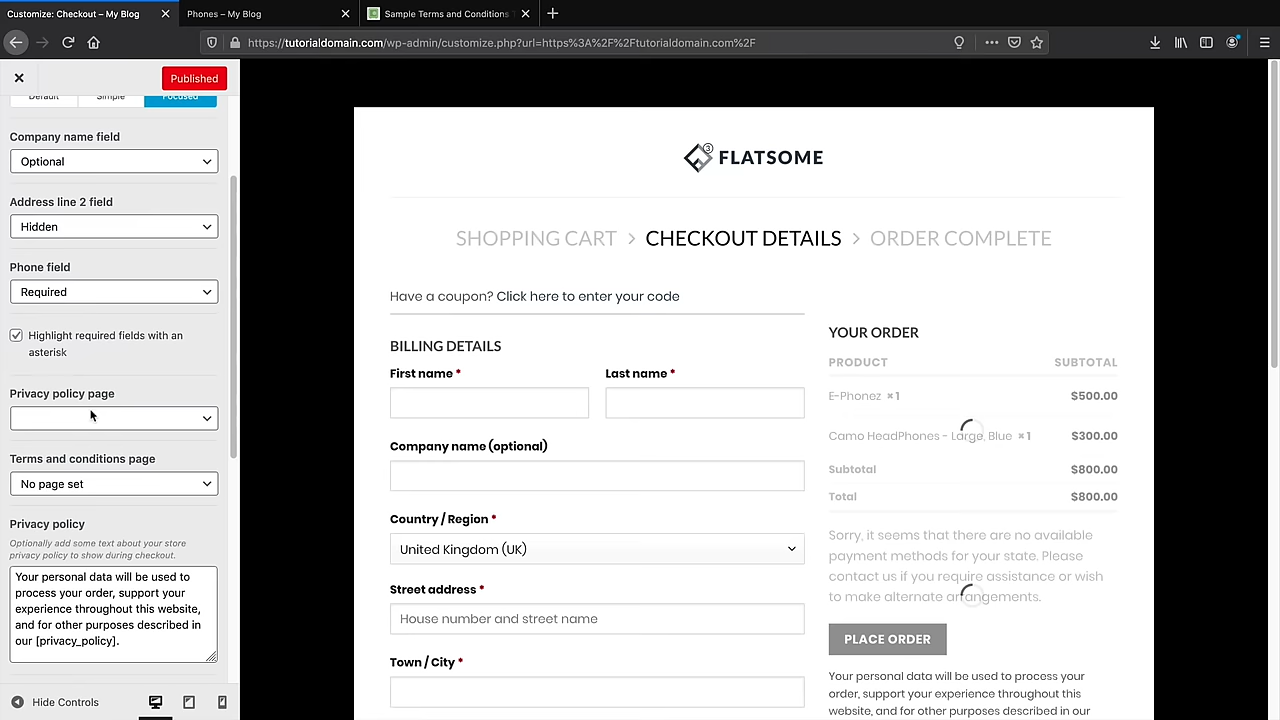 Customize: Checkout – My Blog
Phones – My Blog
Sample Terms and Conditions
https://tutorialdomain.com/wp-admin/customize.php?url=https%3A%2F%2Ftutorialdomain.com%2F
Published
Default
Simple
Focused
Company name field
Optional
Address line 2 field
Hidden
Phone field
Required
Highlight required fields with an
asterisk
Privacy policy page
Terms and conditions page
No page set
Privacy policy
Optionally add some text about your store
privacy policy to show during checkout.
Your personal data will be used to
process your order, support your
experience throughout this website,
and for other purposes described in
our [privacy_policy].
Hide Controls
3
FLATSOME
SHOPPING CART > CHECKOUT DETAILS > ORDER COMPLETE
Have a coupon? Click here to enter your code
BILLING DETAILS
First name *
Last name *
Company name (optional)
Country / Region *
United Kingdom (UK)
Street address *
House number and street name
Town / City *
YOUR ORDER
PRODUCT SUBTOTAL
E-Phonez × 1 $500.00
Camo HeadPhones - Large, Blue × 1 $300.00
Subtotal $800.00
Total $800.00
Sorry, it seems that there are no available
payment methods for your state. Please
contact us if you require assistance or wish
to make alternate arrangements.
PLACE ORDER
Your personal data will be used to process your
order, support your experience throughout this
website, and for other purposes described in our